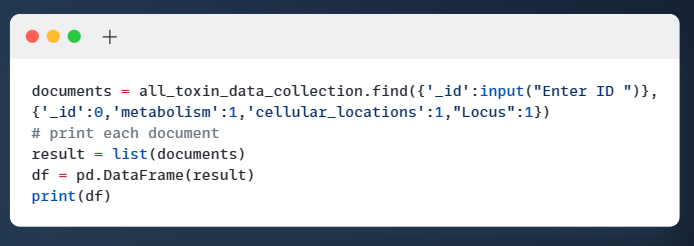 documents = all_toxin_data_collection.find({'_id':input("Enter ID ")},
{'_id':0,'metabolism':1,'cellular_locations':1,"Locus":1})
# print each document
result = list(documents)
df = pd.DataFrame(result)
print(df)